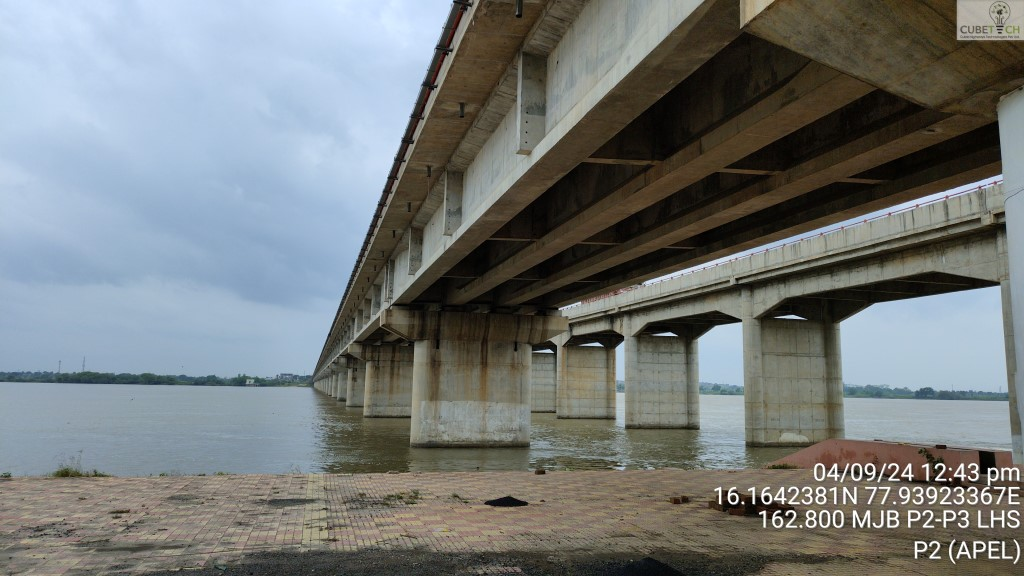 CUBETECH
04/09/24 12:43 pm
16.1642381N 77.93923367E
162.800 MJB P2-P3 LHS
P2 (APEL)